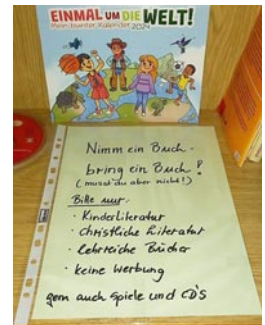 EINMAL UM DIE WELT!
Mein bunter Kalender 2024
Nimm ein Buch -
bring ein Buch!
(musst du aber nicht!)
Bitte nur:
· Kinderliteratur
· christliche Literatur
· lehrreiche Bücher
· keine Werbung
gern auch Spiele und CD's